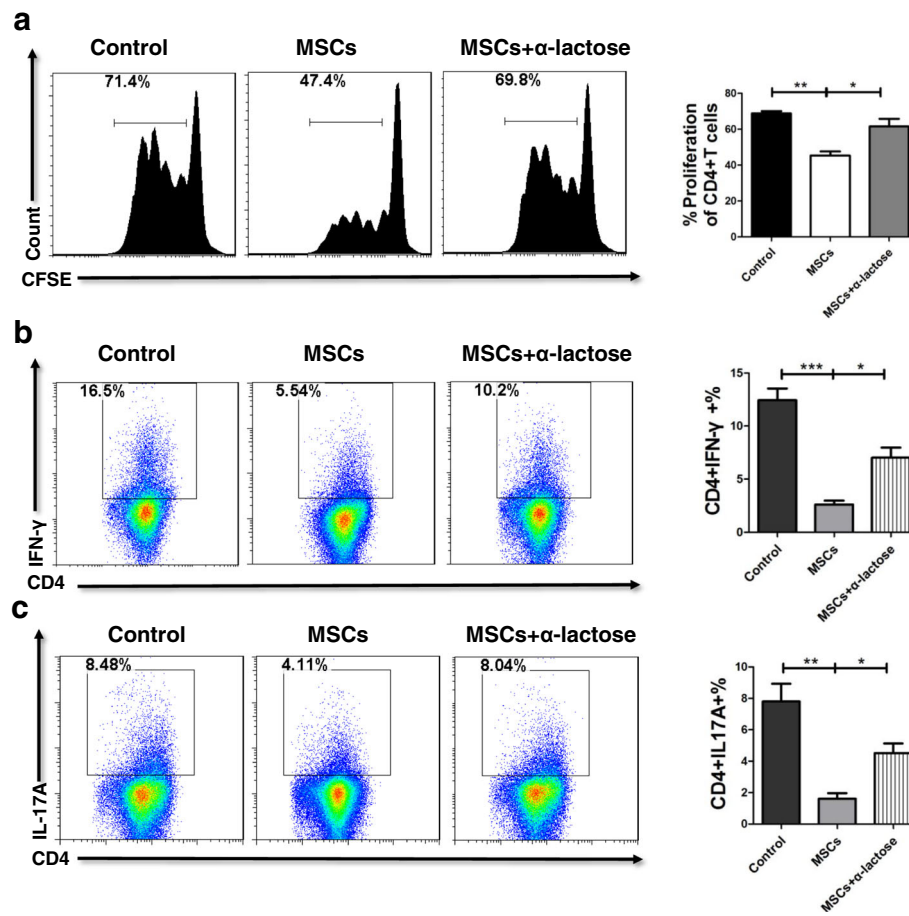 a
Control MSCs MSCs+α-lactose
71.4% 47.4% 69.8%
Count
CFSE
% Proliferation
of CD4+T cells
80
60
40
20
0
** *
Control MSCs MSCs+α-lactose
b
Control MSCs MSCs+α-lactose
16.5% 5.54% 10.2%
IFN-γ
CD4
CD4+IFN-γ +%
15
10
5
0
*** *
Control MSCs MSCs+α-lactose
c
Control MSCs MSCs+α-lactose
8.48% 4.11% 8.04%
IL-17A
CD4
CD4+IL17A+%
10
8
6
4
2
0
** *
Control MSCs MSCs+α-lactose